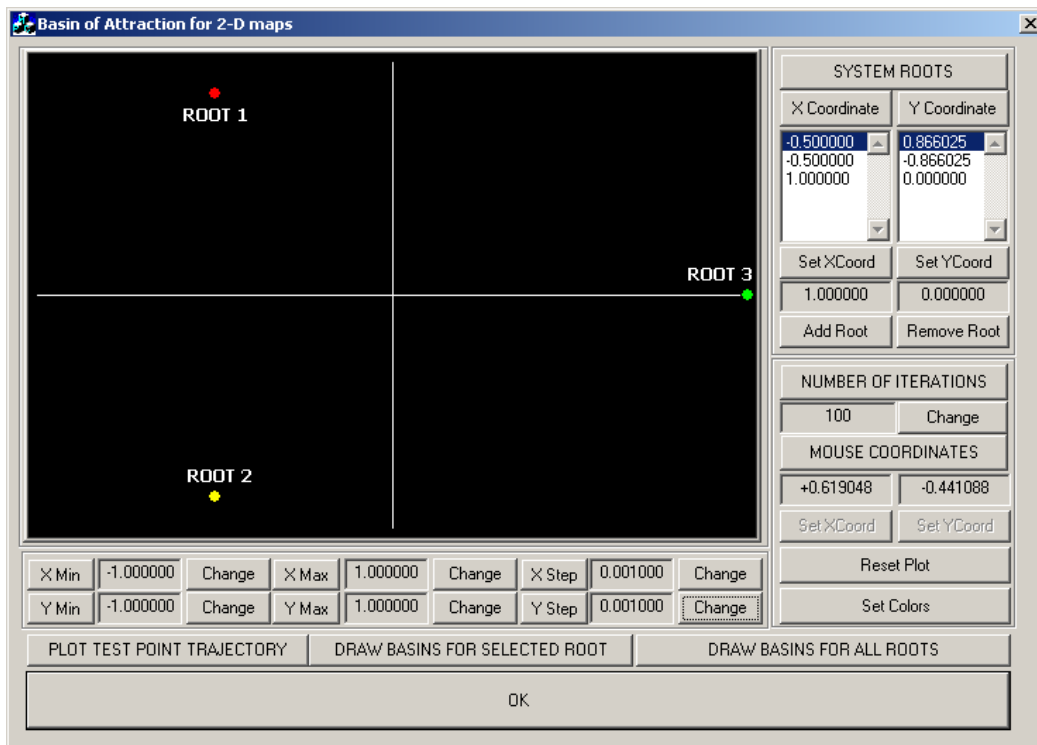 Basin of Attraction for 2-D maps
ROOT 1
ROOT 3
ROOT 2
SYSTEM ROOTS
X Coordinate Y Coordinate
-0.500000 0.866025
-0.500000 -0.866025
1.000000 0.000000
Set XCoord Set YCoord
1.000000 0.000000
Add Root Remove Root
NUMBER OF ITERATIONS
100 Change
MOUSE COORDINATES
+0.619048 -0.441088
Set XCoord Set YCoord
Reset Plot
Set Colors
X Min -1.000000 Change X Max 1.000000 Change X Step 0.001000 Change
Y Min -1.000000 Change Y Max 1.000000 Change Y Step 0.001000 Change
PLOT TEST POINT TRAJECTORY DRAW BASINS FOR SELECTED ROOT DRAW BASINS FOR ALL ROOTS
OK